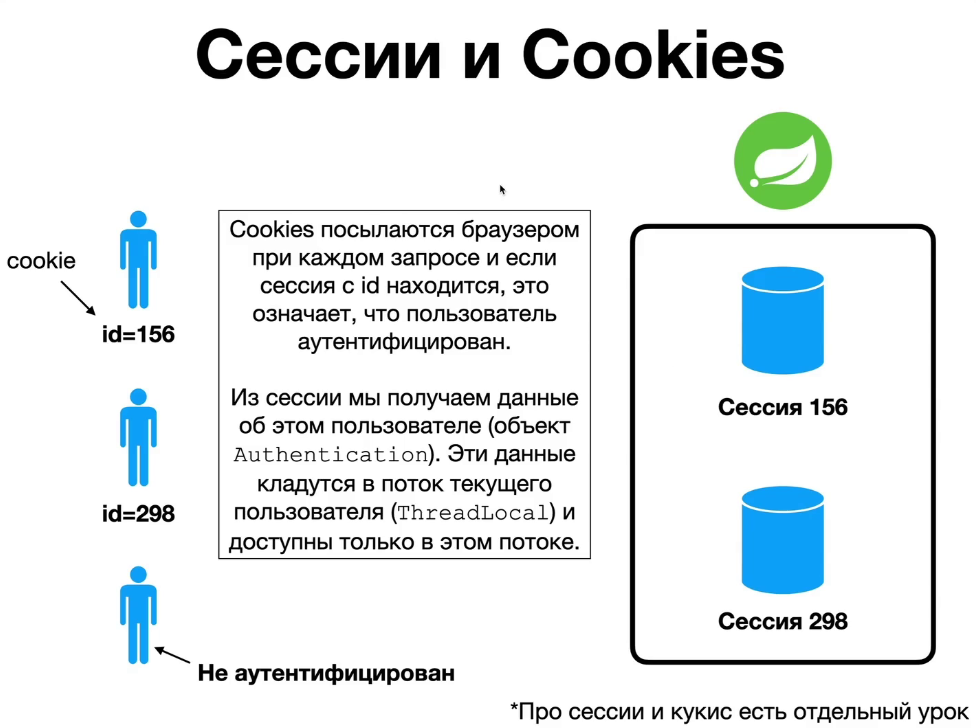 Сессии и Cookies
cookie
id=156
id=298
Не аутентифицирован
Cookies посылаются браузером
при каждом запросе и если
сессия с id находится, это
означает, что пользователь
аутентифицирован.
Из сессии мы получаем данные
об этом пользователе (объект
Authentication). Эти данные
кладутся в поток текущего
пользователя (ThreadLocal) и
доступны только в этом потоке.
Сессия 156
Сессия 298
*Про сессии и кукис есть отдельный урок